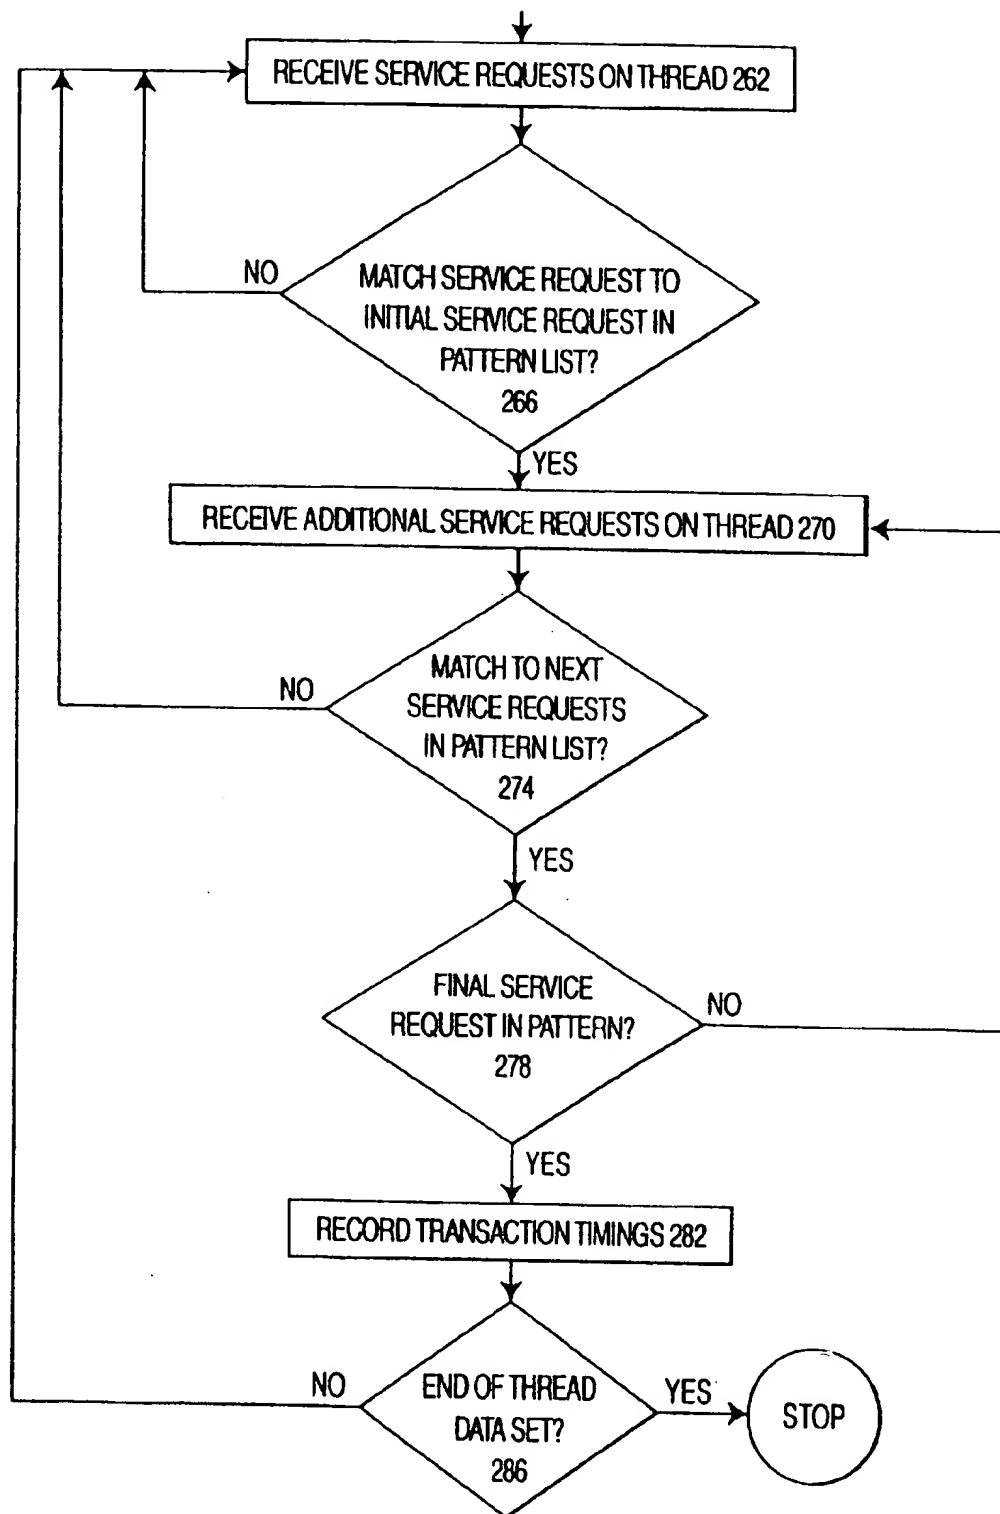 RECEIVE SERVICE REQUESTS ON THREAD 262
NO
MATCH SERVICE REQUEST TO
INITIAL SERVICE REQUEST IN
PATTERN LIST?
266
YES
RECEIVE ADDITIONAL SERVICE REQUESTS ON THREAD 270
NO
MATCH TO NEXT
SERVICE REQUESTS
IN PATTERN LIST?
274
YES
FINAL SERVICE
REQUEST IN PATTERN?
278
NO
YES
RECORD TRANSACTION TIMINGS 282
NO
END OF THREAD
DATA SET?
286
YES
STOP